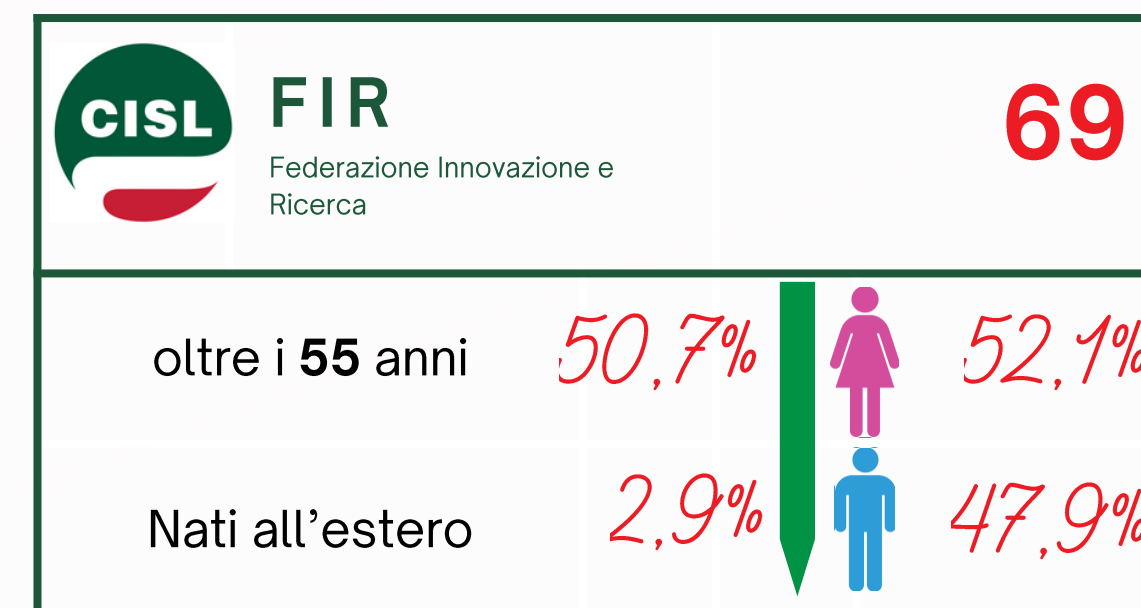 CISL
FIR
69
Federazione Innovazione e
Ricerca
oltre i 55 anni 50,7% 52,1%
Nati all’estero 2,9% 47,9%